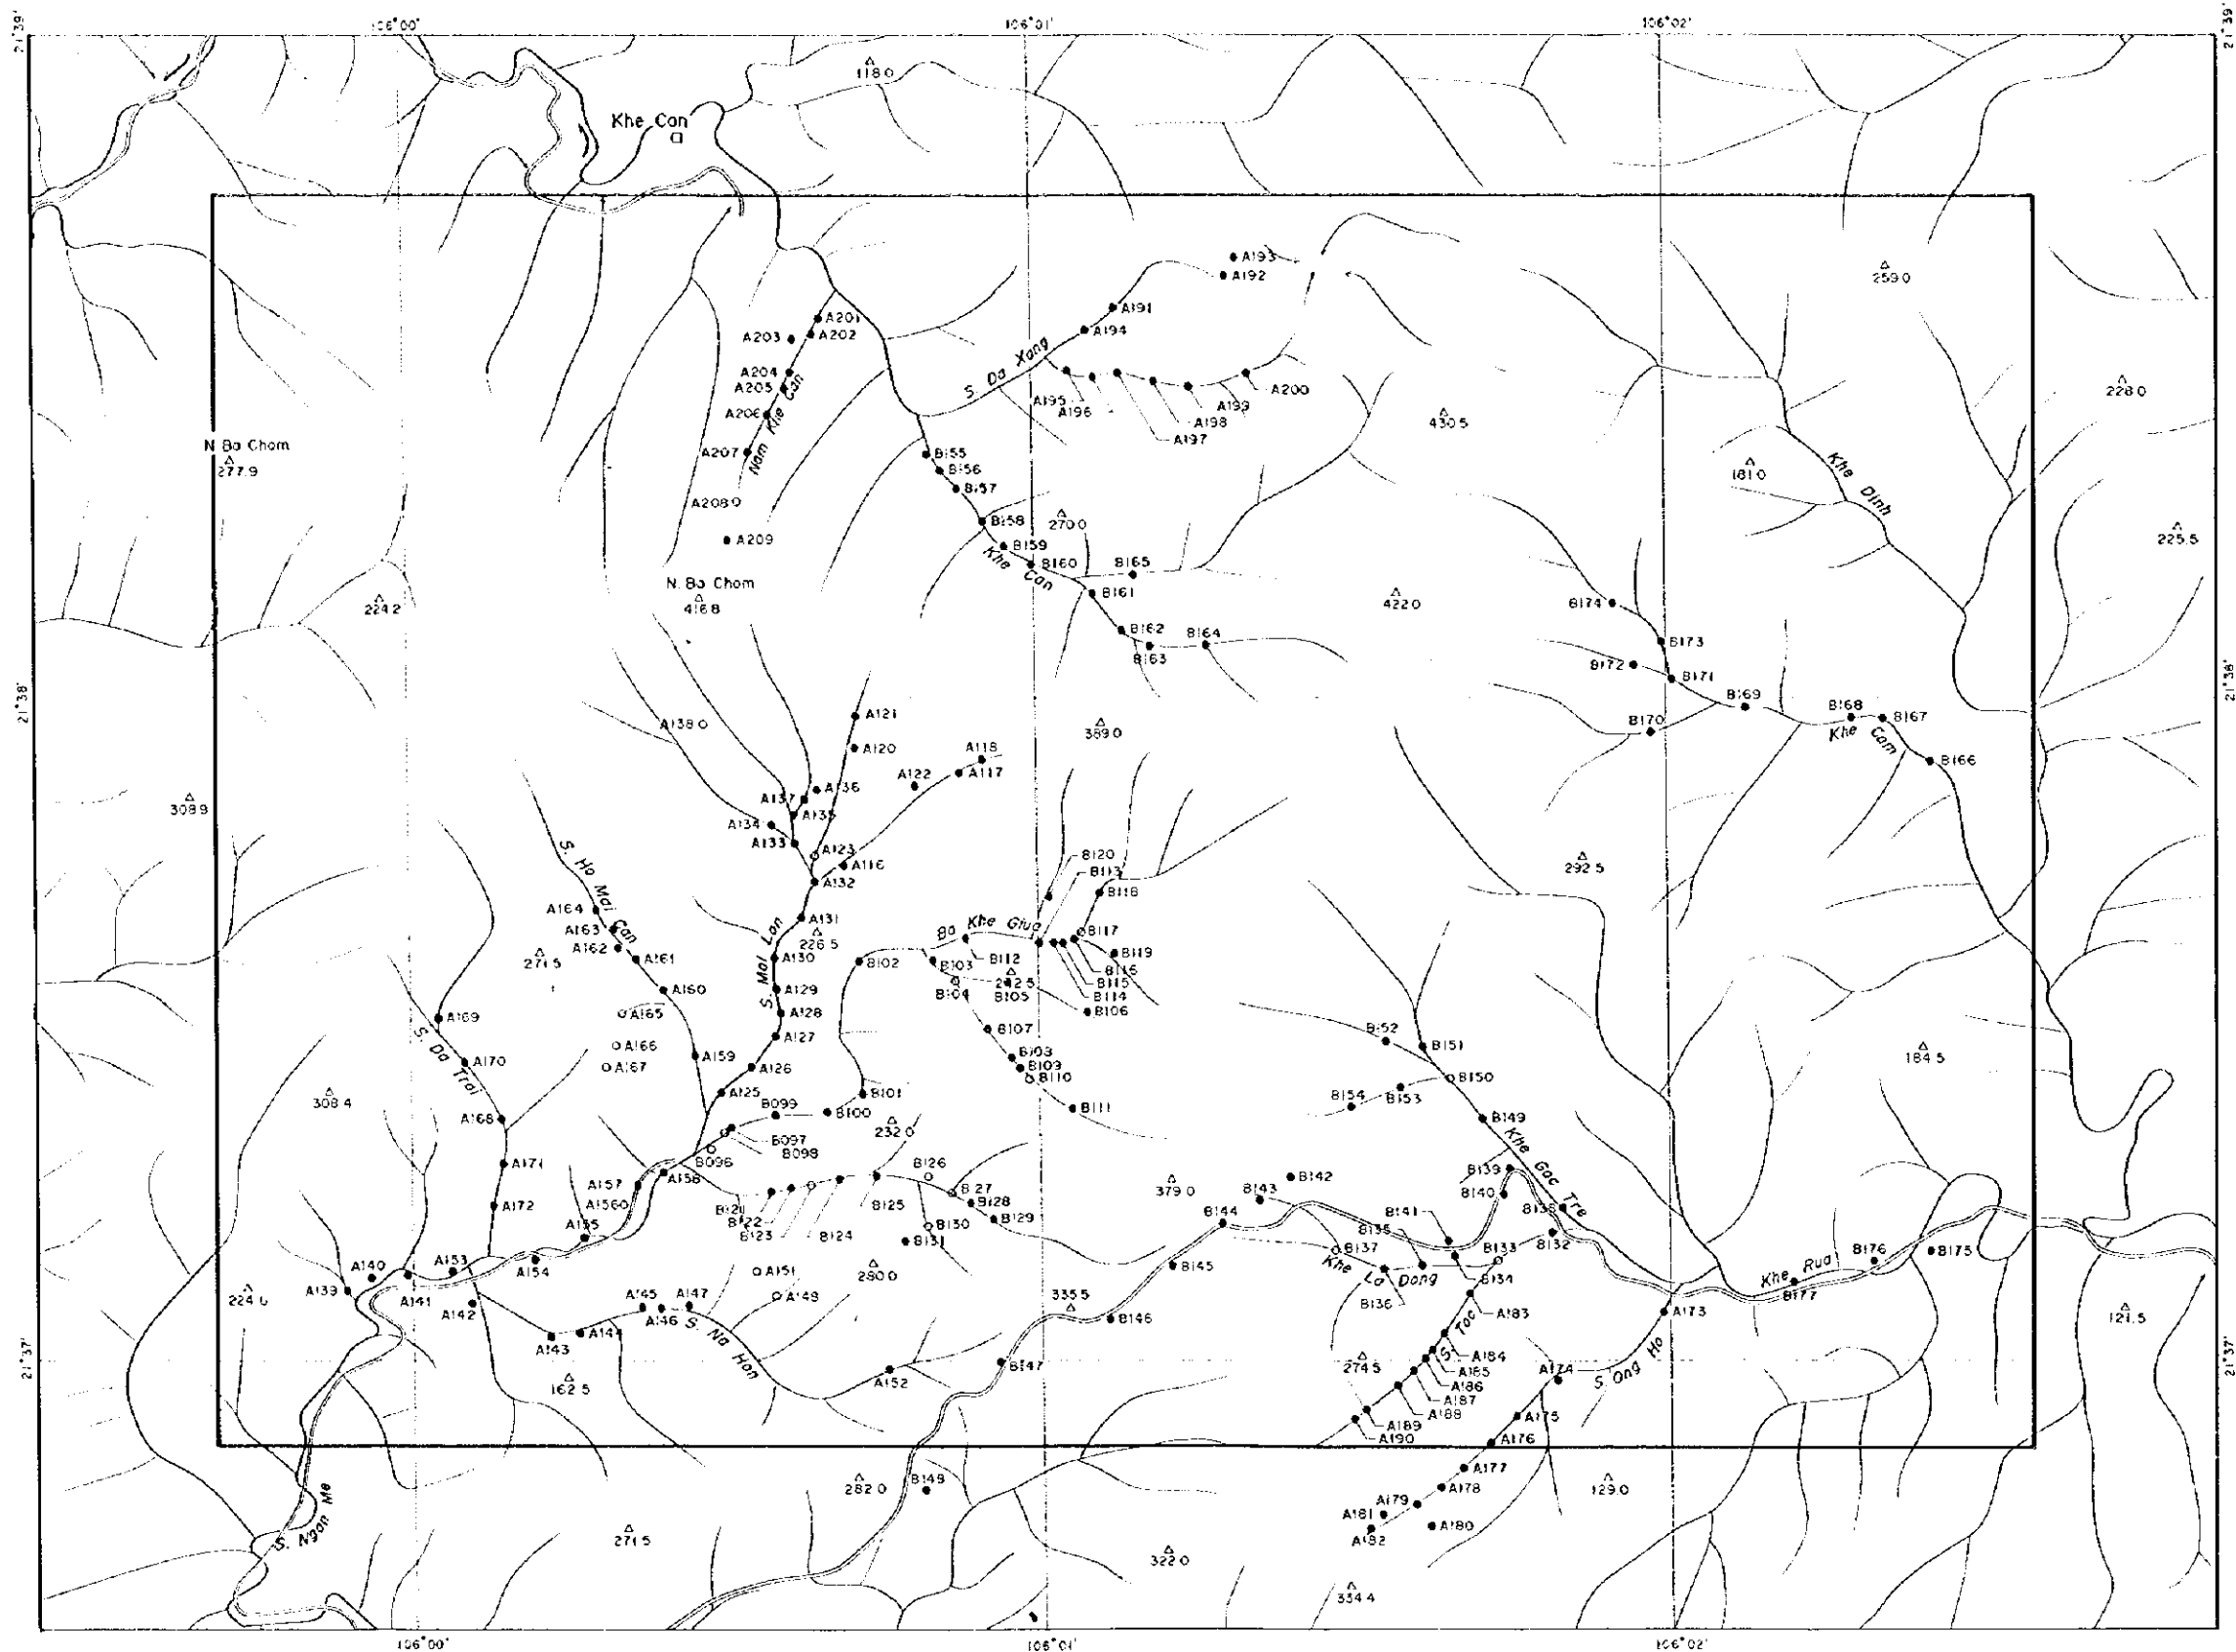 106°00'
106°01'
106°02'
21°39'
21°39'
118.0
Khe Can
A193
A192
259.0
A191
A201
A194
A203
A202
S. Da Xang
A204
A205
A195
A196
A199
A200
228.0
A206
Nam Khe Can
A198
430.5
A197
N. Ba Chom
277.9
A207
B155
B156
181.0
Khe Dinh
B157
A208
B158
270.0
225.5
A209
B159
Khe Can
B160
B165
N. Ba Chom
416.8
224.2
B161
422.0
B174
B162
B164
B163
B173
B172
B171
21°38'
21°38'
A121
A138
389.0
B169
B168
B167
B170
Khe Cam
A120
A118
A122
A117
B166
308.9
A136
A137
A135
A134
A133
A123
A116
B120
B113
292.5
S. Ho Mai Can
A132
B118
A164
A131
Ba Khe Giua
A163
226.5
B117
A162
S. Mai Lan
A161
271.5
A130
B102
B103
B112
B119
B116
242.5
B115
A160
A129
B104
B105
B114
A165
A128
B106
A169
S. Da Trai
A127
B107
B152
B151
A166
A159
184.5
A170
A167
A126
B108
B109
B110
B150
308.4
A125
B101
B154
B153
A168
B099
B100
B111
B149
232.0
B097
B098
Khe Gac Tre
B096
A171
A158
B126
B139
B142
A157
B127
379.0
B143
A172
A156
B121
B125
B128
B140
B122
B129
B144
B138
A155
B123
B124
B130
B141
B135
B131
B132
B137
B133
A153
A151
280.0
B145
Khe La Dong
B176
B175
A140
A154
B134
Khe Rua
224.0
A139
A141
A142
A145
A147
A148
B136
B177
A146
335.5
A183
A173
A144
S. Na Han
B146
S. Tac
121.5
A143
21°37'
21°37'
162.5
A152
B147
274.5
A184
A185
A174
S. Ong Ho
A186
A187
A188
A189
A175
A190
A176
B148
282.0
A177
129.0
A178
A179
S. Ngan Me
A181
A180
271.5
A182
322.0
334.4
106°00'
106°01'
106°02'